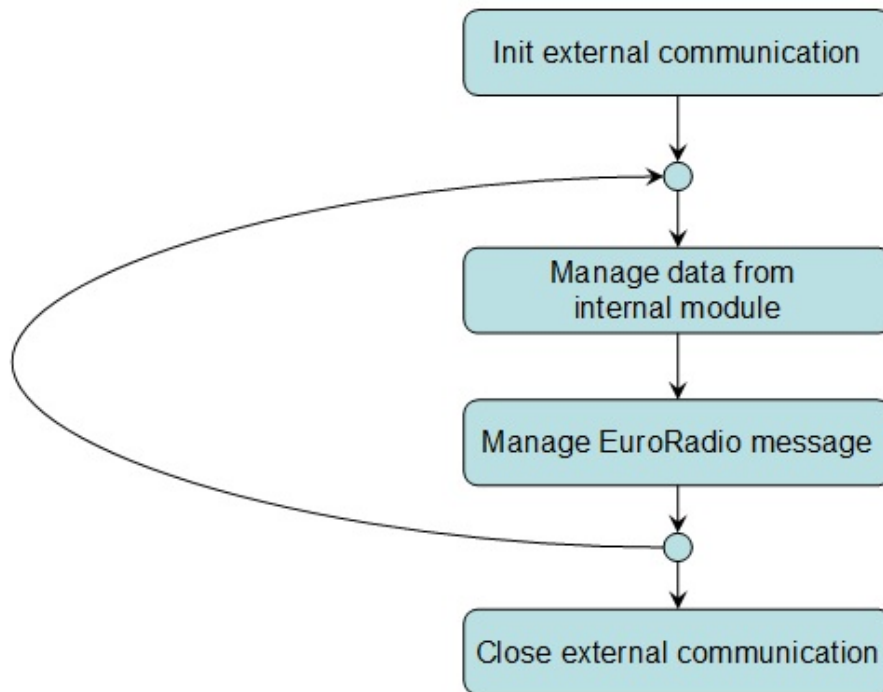 Init external communication
Manage data from
internal module
Manage EuroRadio message
Close external communication